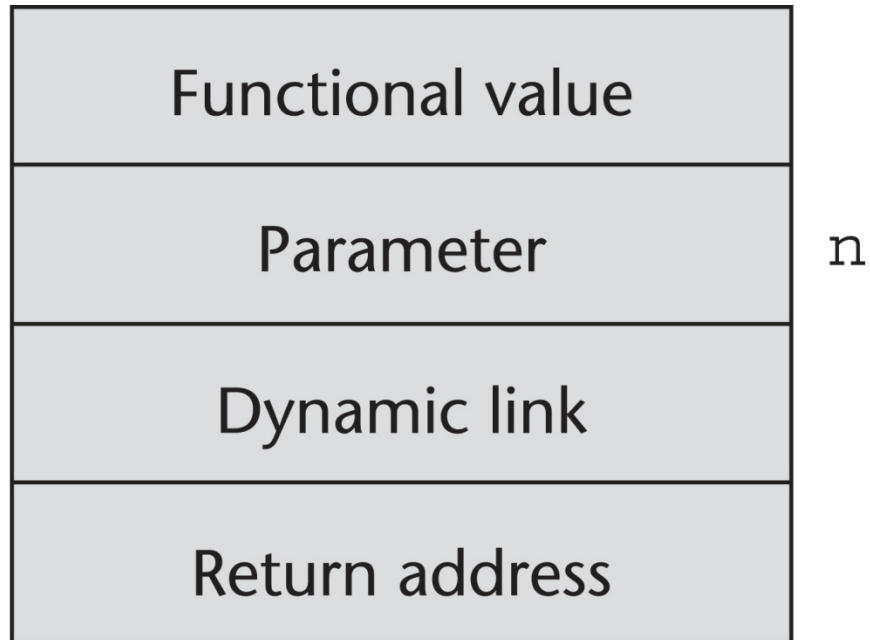 Functional value
Parameter
n
Dynamic link
Return address